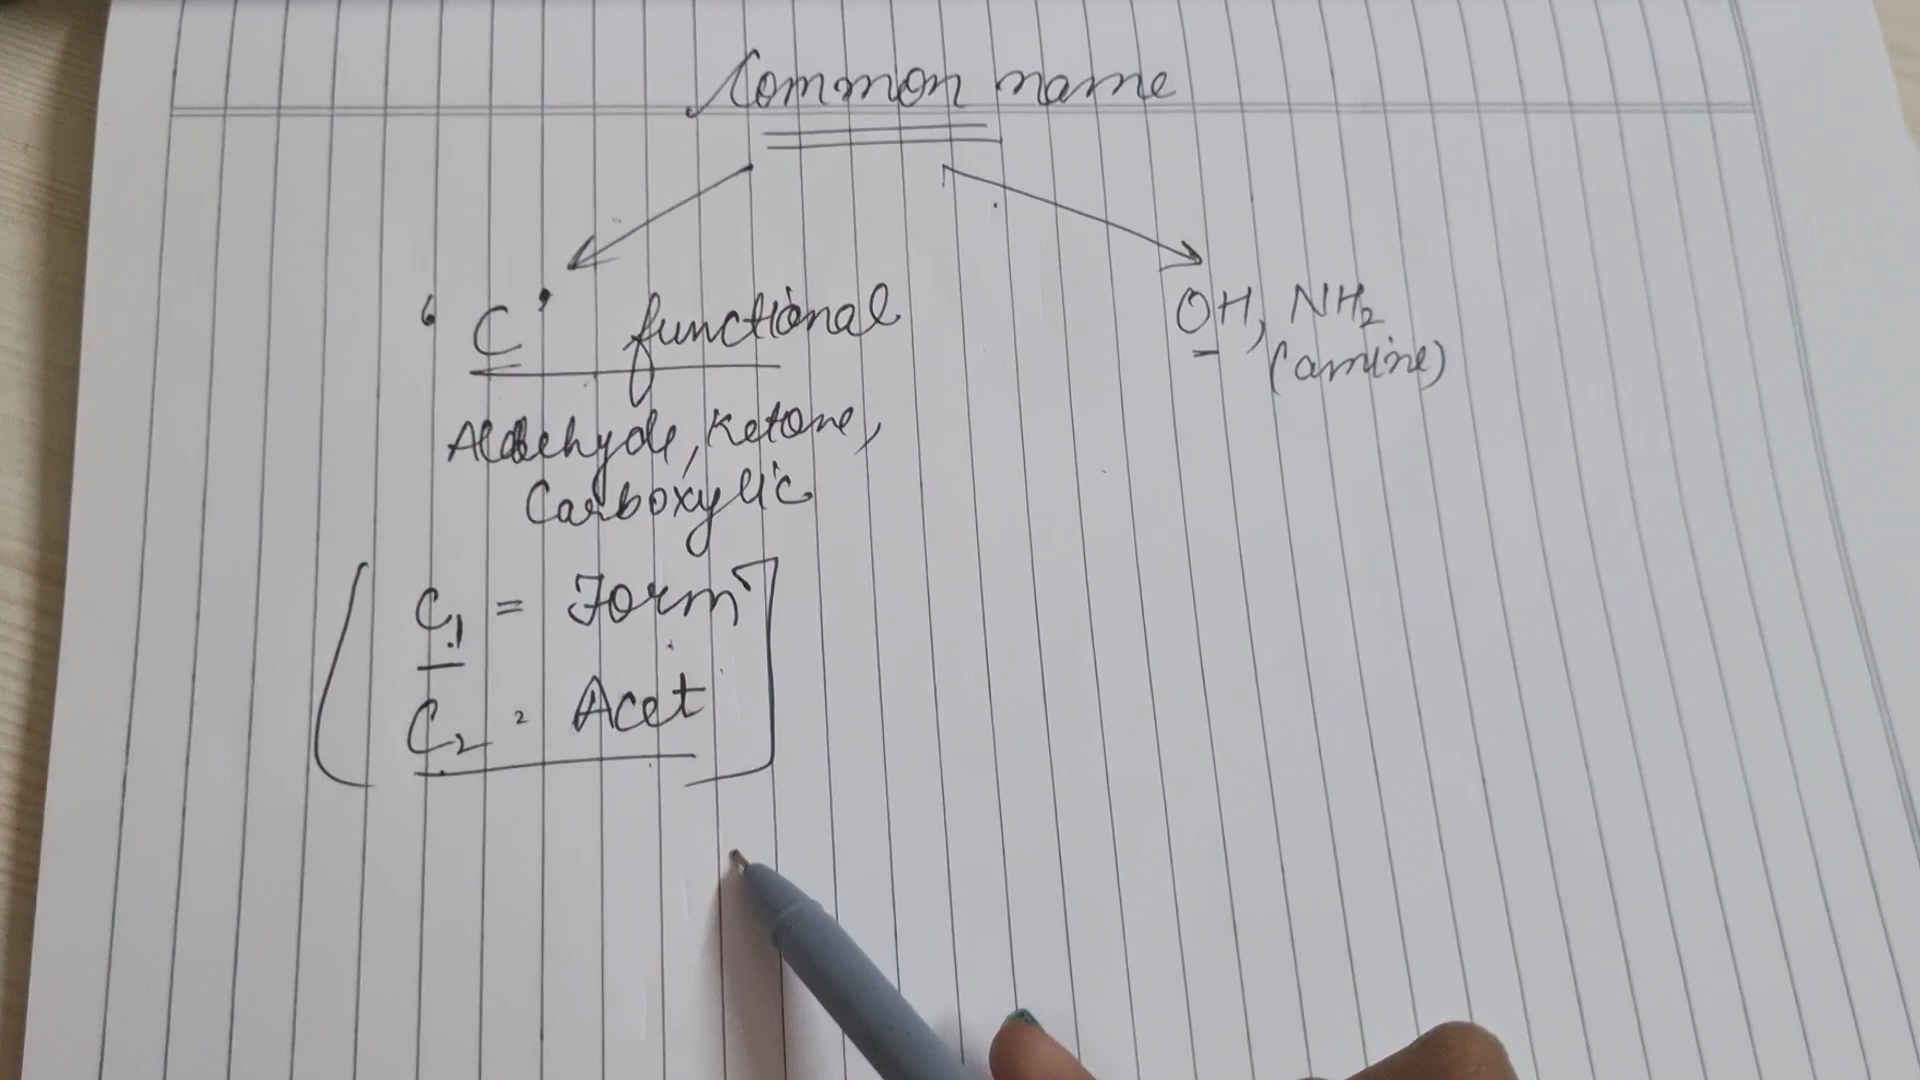 Common name
'C' functional
Aldehyde, Ketone,
Carboxylic
C1 = Form
C2 = Acet
OH, NH2
(amine)